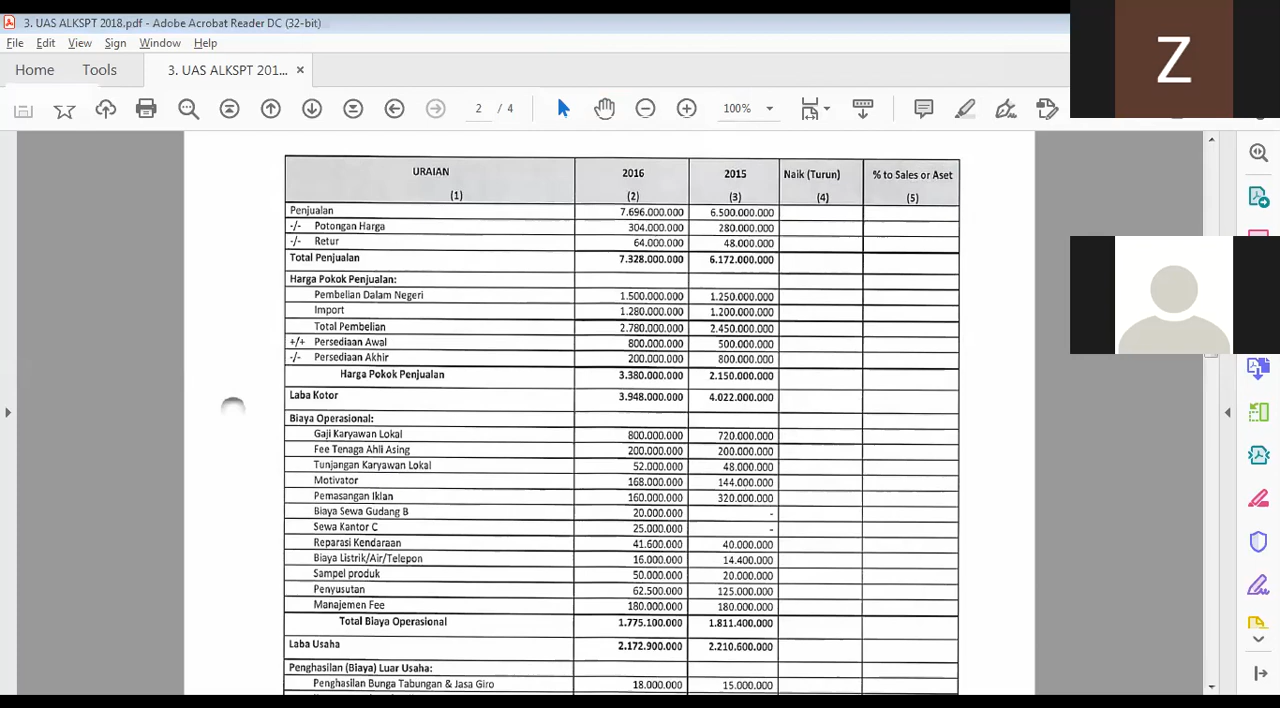 3. UAS ALKSPT 2018.pdf - Adobe Acrobat Reader DC (32-bit)
File Edit View Sign Window Help
Home Tools 3. UAS ALKSPT 201... ×
2 / 4 100%
Z
URAIAN 2016 2015 Naik (Turun) % to Sales or Aset
(1) (2) (3) (4) (5)
Penjualan 7.696.000.000 6.500.000.000
-/- Potongan Harga 304.000.000 280.000.000
-/- Retur 64.000.000 48.000.000
Total Penjualan 7.328.000.000 6.172.000.000
Harga Pokok Penjualan:
Pembelian Dalam Negeri 1.500.000.000 1.250.000.000
Import 1.280.000.000 1.200.000.000
Total Pembelian 2.780.000.000 2.450.000.000
+/+ Persediaan Awal 800.000.000 500.000.000
-/- Persediaan Akhir 200.000.000 800.000.000
Harga Pokok Penjualan 3.380.000.000 2.150.000.000
Laba Kotor 3.948.000.000 4.022.000.000
Biaya Operasional:
Gaji Karyawan Lokal 800.000.000 720.000.000
Fee Tenaga Ahli Asing 200.000.000 200.000.000
Tunjangan Karyawan Lokal 52.000.000 48.000.000
Motivator 168.000.000 144.000.000
Pemasangan Iklan 160.000.000 320.000.000
Biaya Sewa Gudang B 20.000.000 -
Sewa Kantor C 25.000.000 -
Reparasi Kendaraan 41.600.000 40.000.000
Biaya Listrik/Air/Telepon 16.000.000 14.400.000
Sampel produk 50.000.000 20.000.000
Penyusutan 62.500.000 125.000.000
Manajemen Fee 180.000.000 180.000.000
Total Biaya Operasional 1.775.100.000 1.811.400.000
Laba Usaha 2.172.900.000 2.210.600.000
Penghasilan (Biaya) Luar Usaha:
Penghasilan Bunga Tabungan & Jasa Giro 18.000.000 15.000.000